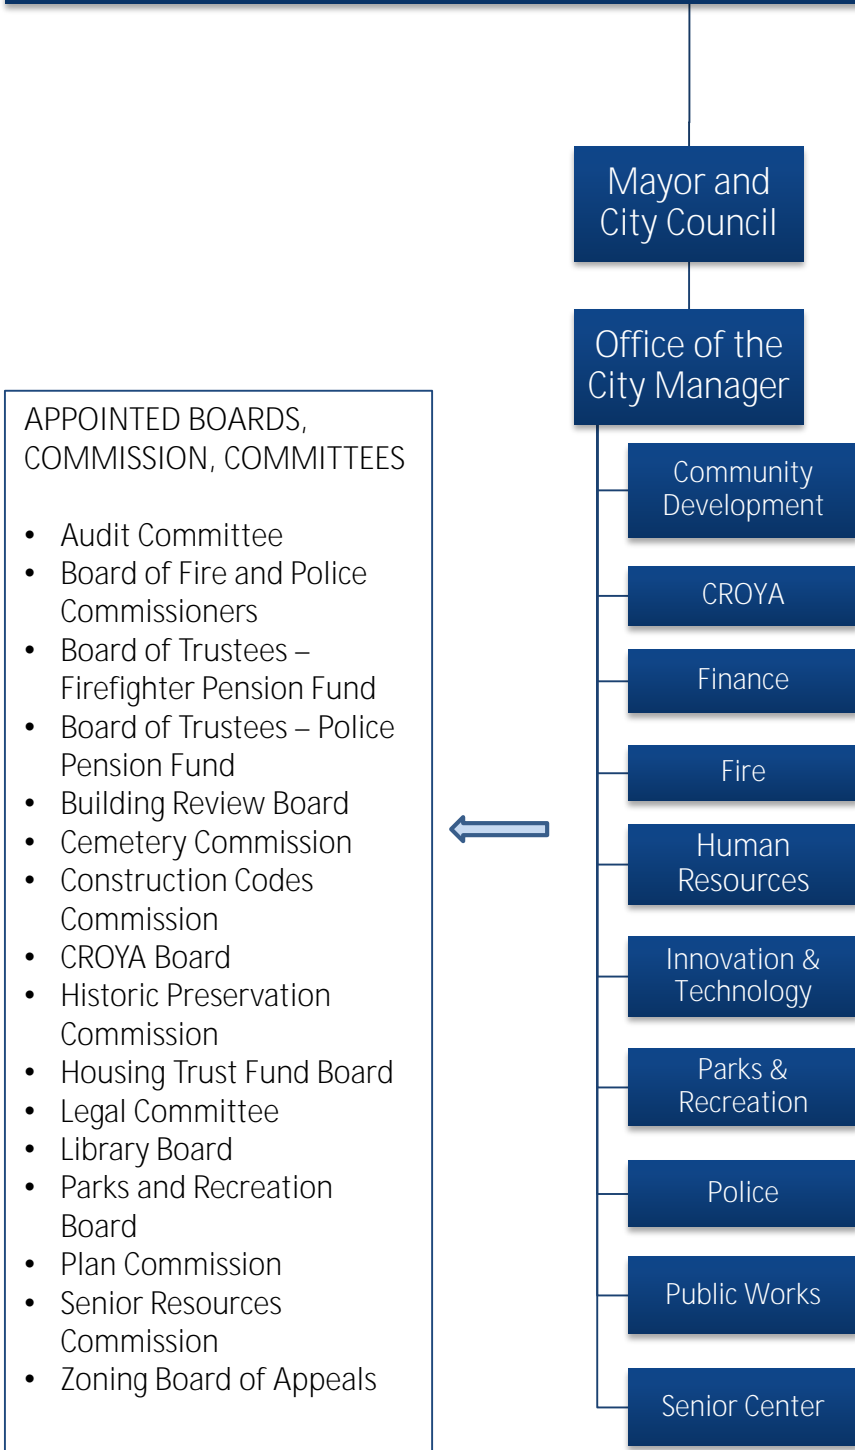 Mayor and
City Council
Office of the
City Manager
APPOINTED BOARDS,
COMMISSION, COMMITTEES
• Audit Committee
• Board of Fire and Police
Commissioners
• Board of Trustees –
Firefighter Pension Fund
• Board of Trustees – Police
Pension Fund
• Building Review Board
• Cemetery Commission
• Construction Codes
Commission
• CROYA Board
• Historic Preservation
Commission
• Housing Trust Fund Board
• Legal Committee
• Library Board
• Parks and Recreation
Board
• Plan Commission
• Senior Resources
Commission
• Zoning Board of Appeals
Community
Development
CROYA
Finance
Fire
Human
Resources
Innovation &
Technology
Parks &
Recreation
Police
Public Works
Senior Center